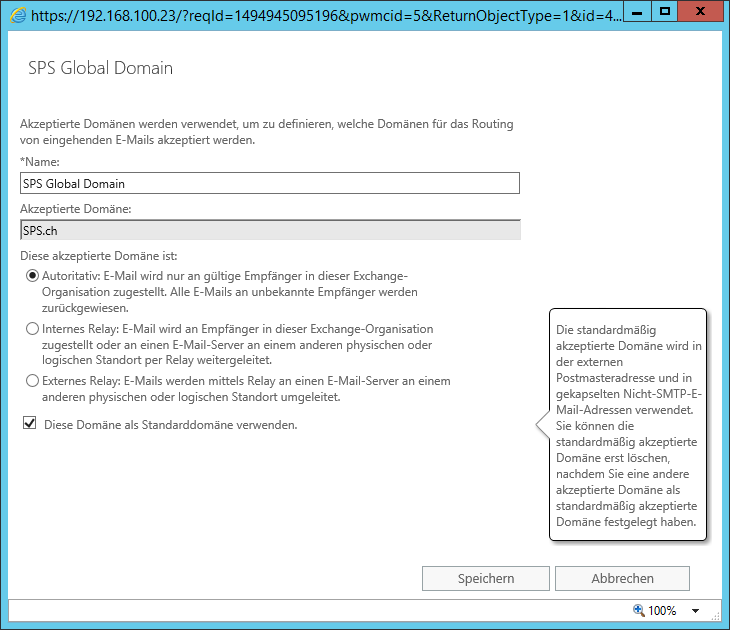 https://192.168.100.23/?reqId=1494945095196&pwmcid=5&ReturnObjectType=1&id=4...
SPS Global Domain
Akzeptierte Domänen werden verwendet, um zu definieren, welche Domänen für das Routing
von eingehenden E-Mails akzeptiert werden.
*Name:
SPS Global Domain
Akzeptierte Domäne:
SPS.ch
Diese akzeptierte Domäne ist:
Autoritativ: E-Mail wird nur an gültige Empfänger in dieser Exchange-
Organisation zugestellt. Alle E-Mails an unbekannte Empfänger werden
zurückgewiesen.
Internes Relay: E-Mail wird an Empfänger in dieser Exchange-Organisation
zugestellt oder an einen E-Mail-Server an einem anderen physischen oder
logischen Standort per Relay weitergeleitet.
Externes Relay: E-Mails werden mittels Relay an einen E-Mail-Server an einem
anderen physischen oder logischen Standort umgeleitet.
Diese Domäne als Standarddomäne verwenden.
Die standardmäßig
akzeptierte Domäne wird in
der externen
Postmasteradresse und in
gekapselten Nicht-SMTP-E-
Mail-Adressen verwendet.
Sie können die
standardmäßig akzeptierte
Domäne erst löschen,
nachdem Sie eine andere
akzeptierte Domäne als
standardmäßig akzeptierte
Domäne festgelegt haben.
Speichern
Abbrechen
100%